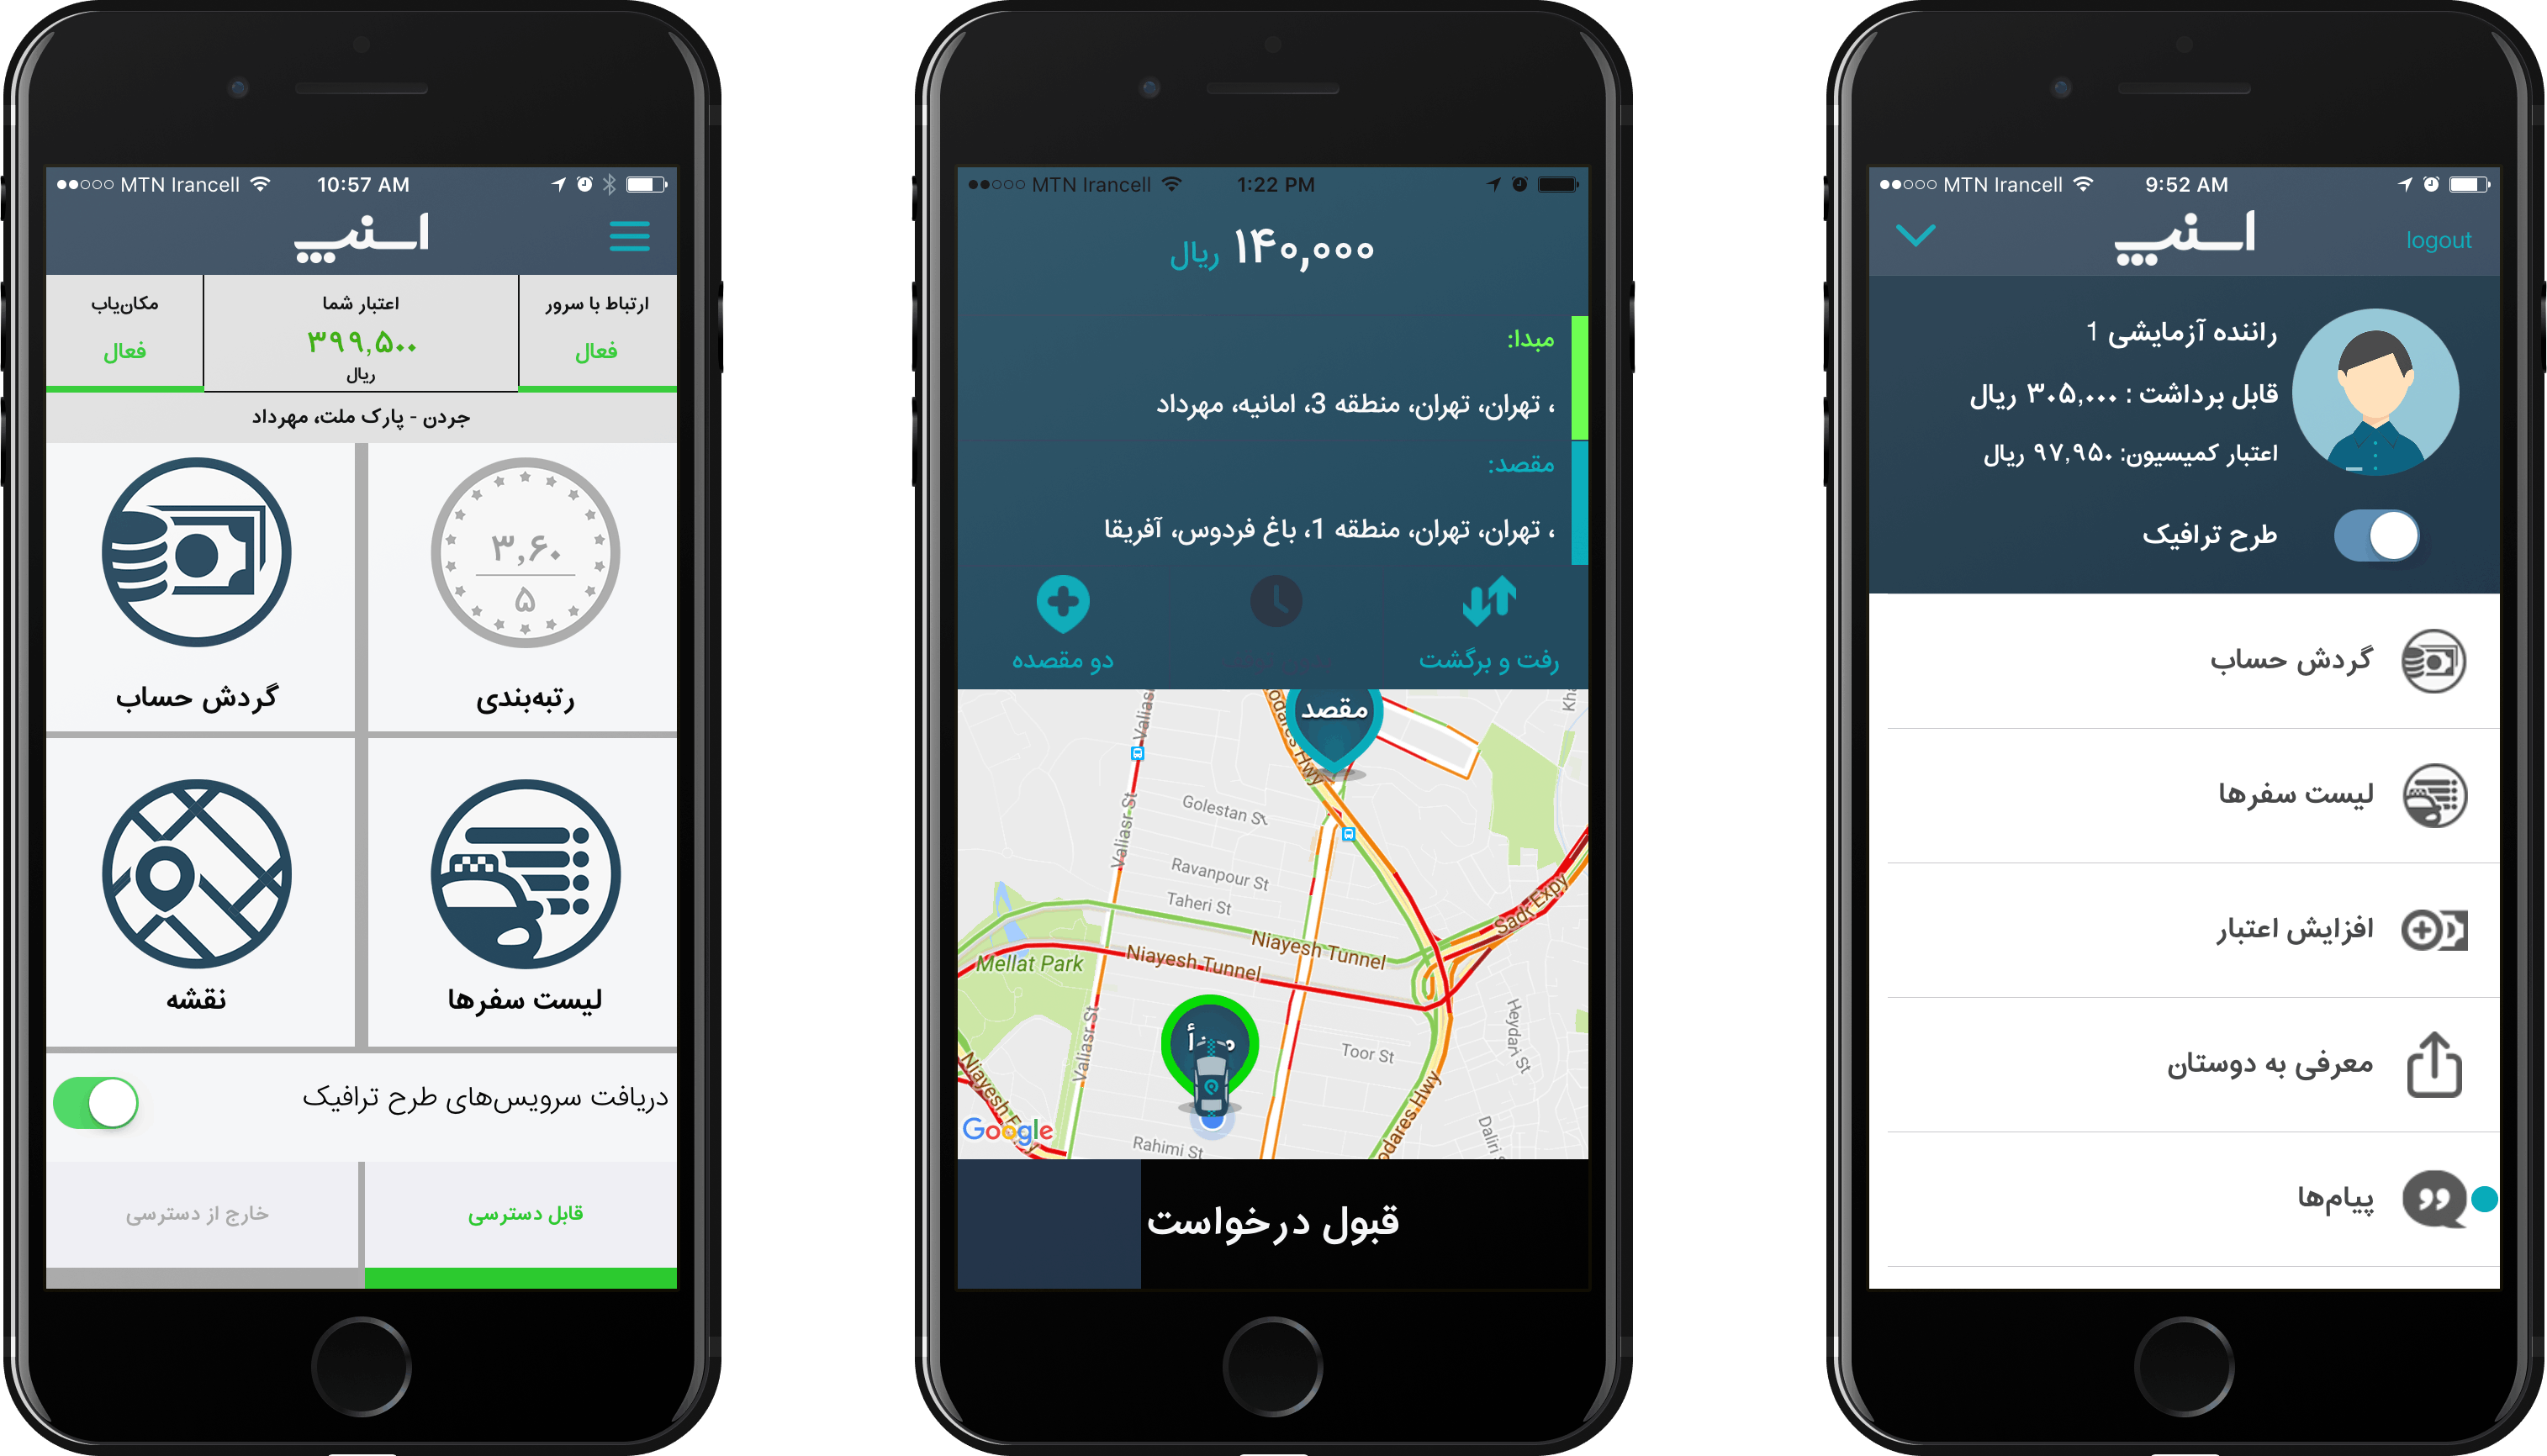 MTN Irancell 10:57 AM
اسنپ
ارتباط با سرور
فعال
اعتبار شما
۳۹۹,۵۰۰
ریال
مکان‌یاب
فعال
جردن - پارک ملت، مهرداد
۳,۶۰
۵
رتبه‌بندی
گردش حساب
لیست سفرها
نقشه
دریافت سرویس‌های طرح ترافیک
قابل دسترسی
خارج از دسترسی
MTN Irancell 1:22 PM
۱۴۰,۰۰۰ ریال
مبدا:
، تهران، تهران، منطقه 3، امانیه، مهرداد
مقصد:
، تهران، تهران، منطقه 1، باغ فردوس، آفریقا
رفت و برگشت
دو مقصده
مقصد
Valiasr St
Golestan St
Valiasr St
Ravanpour St
Taheri St
Sadr Expy
Niayesh Tunnel
Niayesh Tunnel
Mellat Park
Heydari St
Valiasr St
Toor St
Google
Rahimi St
قبول درخواست
MTN Irancell 9:52 AM
اسنپ
logout
راننده آزمایشی 1
قابل برداشت : ۳۰۵,۰۰۰ ریال
اعتبار کمیسیون: ۹۷,۹۵۰ ریال
طرح ترافیک
گردش حساب
لیست سفرها
افزایش اعتبار
معرفی به دوستان
پیام‌ها